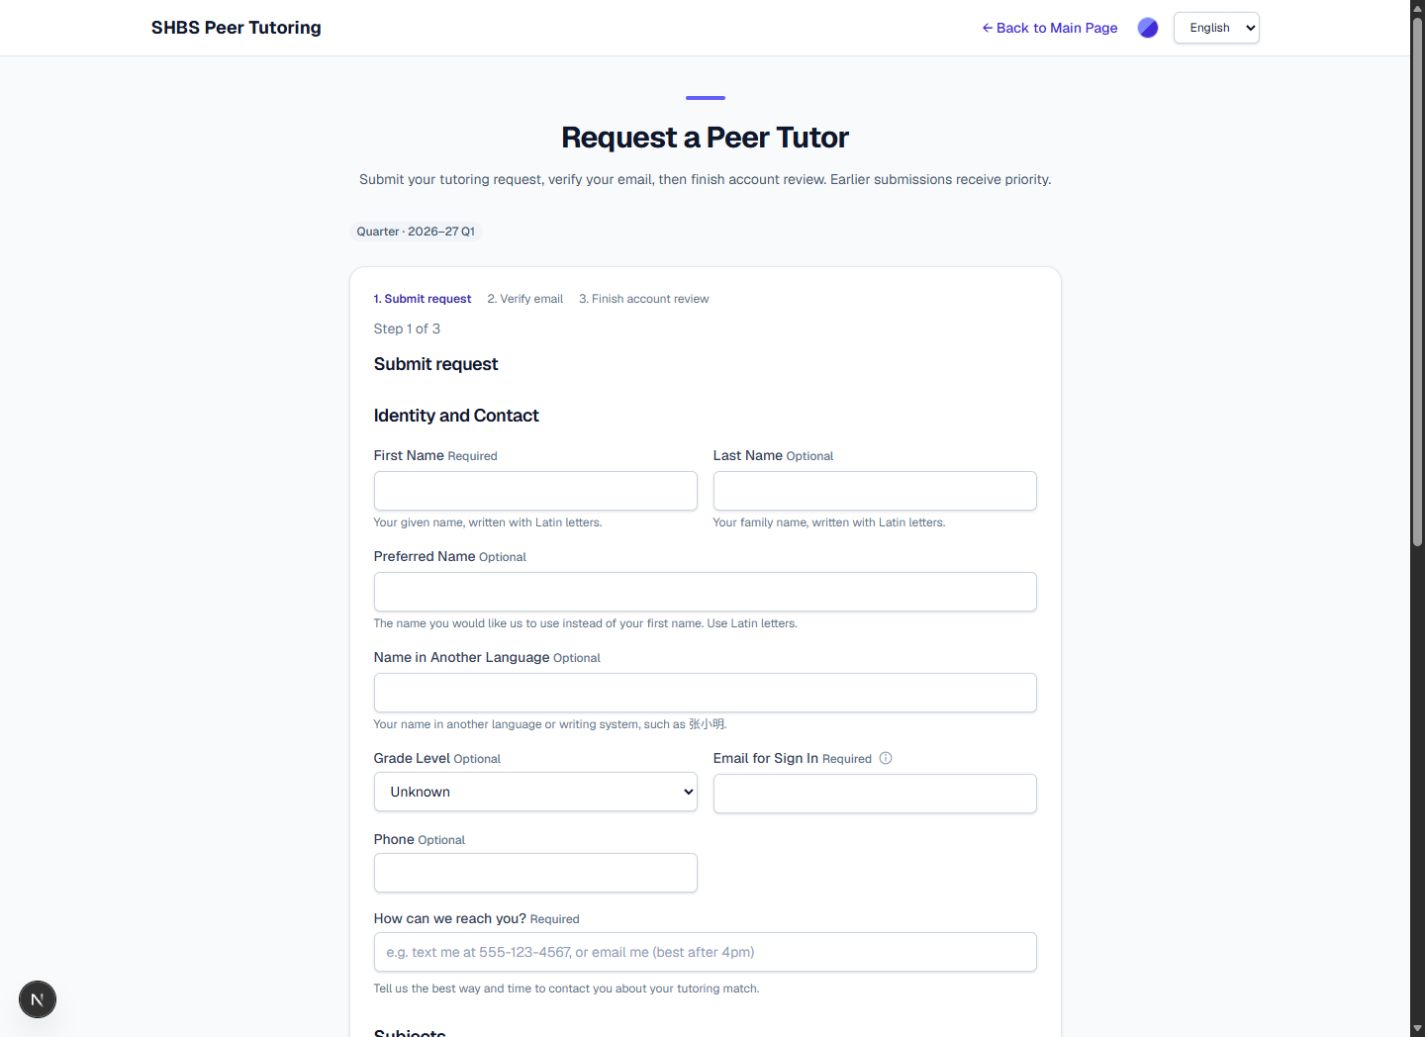 SHBS Peer Tutoring
← Back to Main Page
English
Request a Peer Tutor
Submit your tutoring request, verify your email, then finish account review. Earlier submissions receive priority.
Quarter · 2026–27 Q1
1. Submit request 2. Verify email 3. Finish account review
Step 1 of 3
Submit request
Identity and Contact
First Name Required Last Name Optional
Your given name, written with Latin letters. Your family name, written with Latin letters.
Preferred Name Optional
The name you would like us to use instead of your first name. Use Latin letters.
Name in Another Language Optional
Your name in another language or writing system, such as 张小明.
Grade Level Optional Email for Sign In Required
Unknown
Phone Optional
How can we reach you? Required
e.g. text me at 555-123-4567, or email me (best after 4pm)
Tell us the best way and time to contact you about your tutoring match.
N
Subjects